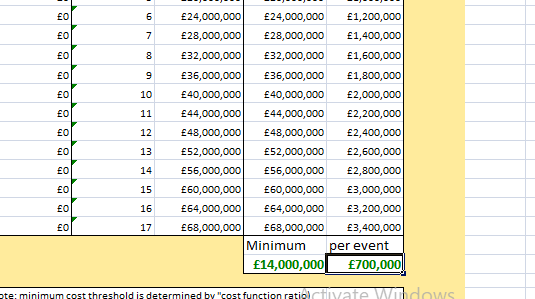 £0 6 £24,000,000 £24,000,000 £1,200,000
£0 7 £28,000,000 £28,000,000 £1,400,000
£0 8 £32,000,000 £32,000,000 £1,600,000
£0 9 £36,000,000 £36,000,000 £1,800,000
£0 10 £40,000,000 £40,000,000 £2,000,000
£0 11 £44,000,000 £44,000,000 £2,200,000
£0 12 £48,000,000 £48,000,000 £2,400,000
£0 13 £52,000,000 £52,000,000 £2,600,000
£0 14 £56,000,000 £56,000,000 £2,800,000
£0 15 £60,000,000 £60,000,000 £3,000,000
£0 16 £64,000,000 £64,000,000 £3,200,000
£0 17 £68,000,000 £68,000,000 £3,400,000
Minimum per event
£14,000,000 £700,000
ote: minimum cost threshold is determined by "cost function ratio
Activate Windows